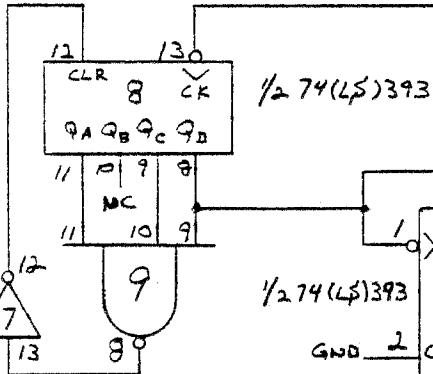 12 13
CLR CK
8
1/2 74(LS)393
QA QB QC QD
11 10 9 8
NC
11 10 9
1
12
9
7
1/2 74(LS)393
13 8
GND 2 C